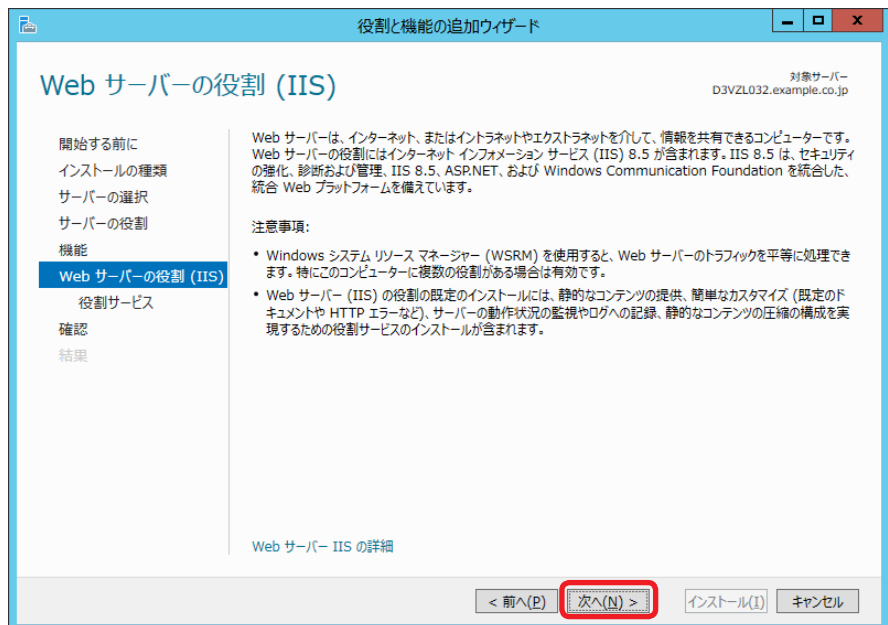 役割と機能の追加ウィザード
Web サーバーの役割 (IIS)
対象サーバー
D3VZL032.example.co.jp
開始する前に
インストールの種類
サーバーの選択
サーバーの役割
機能
Web サーバーの役割 (IIS)
役割サービス
確認
結果
Web サーバーは、インターネット、またはイントラネットやエクストラネットを介して、情報を共有できるコンピューターです。
Web サーバーの役割にはインターネット インフォメーション サービス (IIS) 8.5 が含まれます。IIS 8.5 は、セキュリティ
の強化、診断および管理、IIS 8.5、ASP.NET、および Windows Communication Foundation を統合した、
統合 Web プラットフォームを備えています。
注意事項:
• Windows システム リソース マネージャー (WSRM) を使用すると、Web サーバーのトラフィックを平等に処理でき
ます。特にこのコンピューターに複数の役割がある場合は有効です。
• Web サーバー (IIS) の役割の既定のインストールには、静的なコンテンツの提供、簡単なカスタマイズ (既定のド
キュメントや HTTP エラーなど)、サーバーの動作状況の監視やログへの記録、静的なコンテンツの圧縮の構成を実
現するための役割サービスのインストールが含まれます。
Web サーバー IIS の詳細
< 前へ(P)
次へ(N) >
インストール(I)
キャンセル